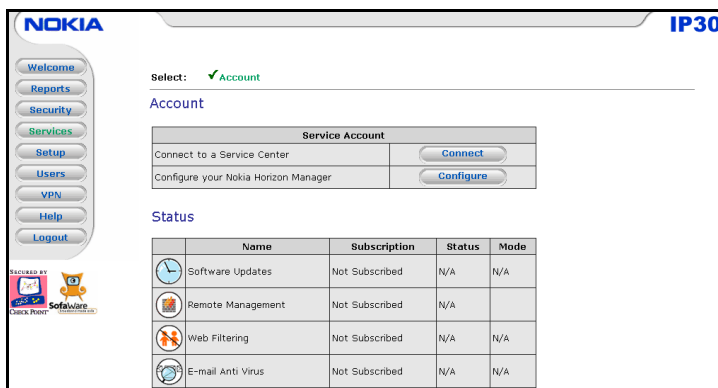 NOKIA
IP30
Welcome
Reports
Security
Services
Setup
Users
VPN
Help
Logout
SECURED BY
CHECK POINT
SofaWare
Select: Account
Account
Service Account
Connect to a Service Center Connect
Configure your Nokia Horizon Manager Configure
Status
Name Subscription Status Mode
Software Updates Not Subscribed N/A N/A
Remote Management Not Subscribed N/A
Web Filtering Not Subscribed N/A N/A
E-mail Anti Virus Not Subscribed N/A N/A